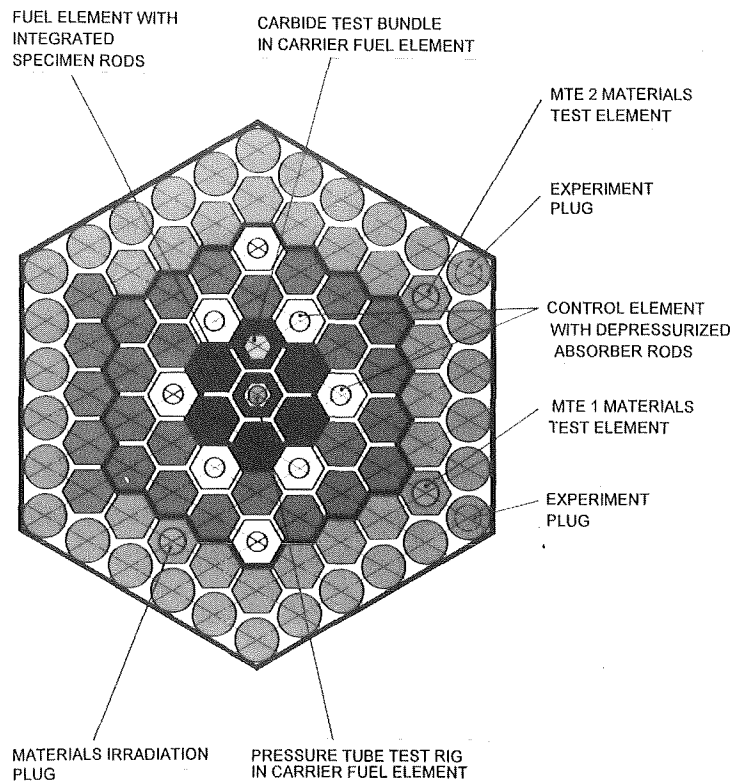 FUEL ELEMENT WITH
INTEGRATED
SPECIMEN RODS
CARBIDE TEST BUNDLE
IN CARRIER FUEL ELEMENT
MTE 2 MATERIALS
TEST ELEMENT
EXPERIMENT
PLUG
CONTROL ELEMENT
WITH DEPRESSURIZED
ABSORBER RODS
MTE 1 MATERIALS
TEST ELEMENT
EXPERIMENT
PLUG
MATERIALS IRRADIATION
PLUG
PRESSURE TUBE TEST RIG
IN CARRIER FUEL ELEMENT